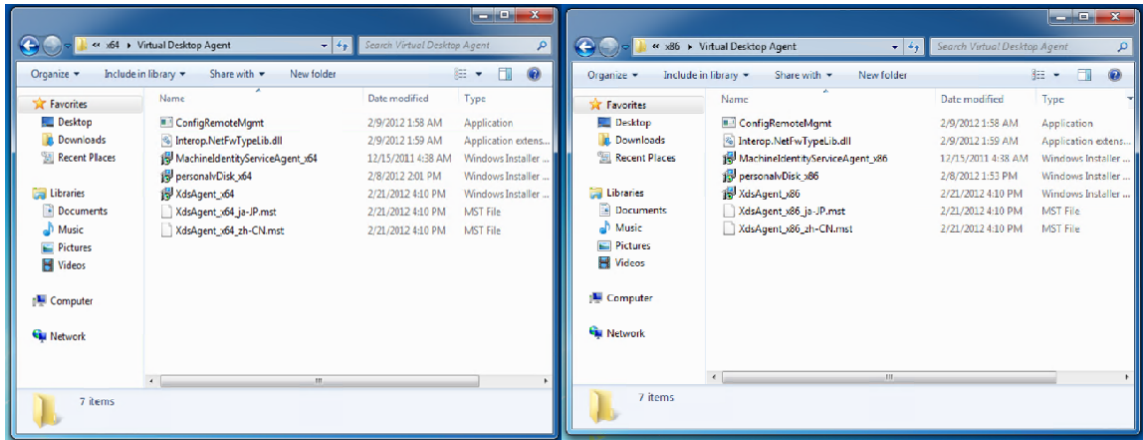 « x64 ▸ Virtual Desktop Agent
Search Virtual Desktop Agent
Organize Include in library Share with New folder
Favorites
Desktop
Downloads
Recent Places
Libraries
Documents
Music
Pictures
Videos
Computer
Network
Name Date modified Type
ConfigRemoteMgmt 2/9/2012 1:58 AM Application
Interop.NetFwTypeLib.dll 2/9/2012 1:59 AM Application extens...
MachineIdentityServiceAgent_x64 12/15/2011 4:38 AM Windows Installer ...
personalvDisk_x64 2/8/2012 2:01 PM Windows Installer ...
XdsAgent_x64 2/21/2012 4:10 PM Windows Installer ...
XdsAgent_x64_ja-JP.mst 2/21/2012 4:10 PM MST File
XdsAgent_x64_zh-CN.mst 2/21/2012 4:10 PM MST File
7 items
« x86 ▸ Virtual Desktop Agent
Search Virtual Desktop Agent
Organize Include in library Share with New folder
Favorites
Desktop
Downloads
Recent Places
Libraries
Documents
Music
Pictures
Videos
Computer
Network
Name Date modified Type
ConfigRemoteMgmt 2/9/2012 1:58 AM Application
Interop.NetFwTypeLib.dll 2/9/2012 1:59 AM Application extens...
MachineIdentityServiceAgent_x86 12/15/2011 4:38 AM Windows Installer ...
personalvDisk_x86 2/8/2012 1:53 PM Windows Installer ...
XdsAgent_x86 2/21/2012 4:10 PM Windows Installer ...
XdsAgent_x86_ja-JP.mst 2/21/2012 4:10 PM MST File
XdsAgent_x86_zh-CN.mst 2/21/2012 4:10 PM MST File
7 items